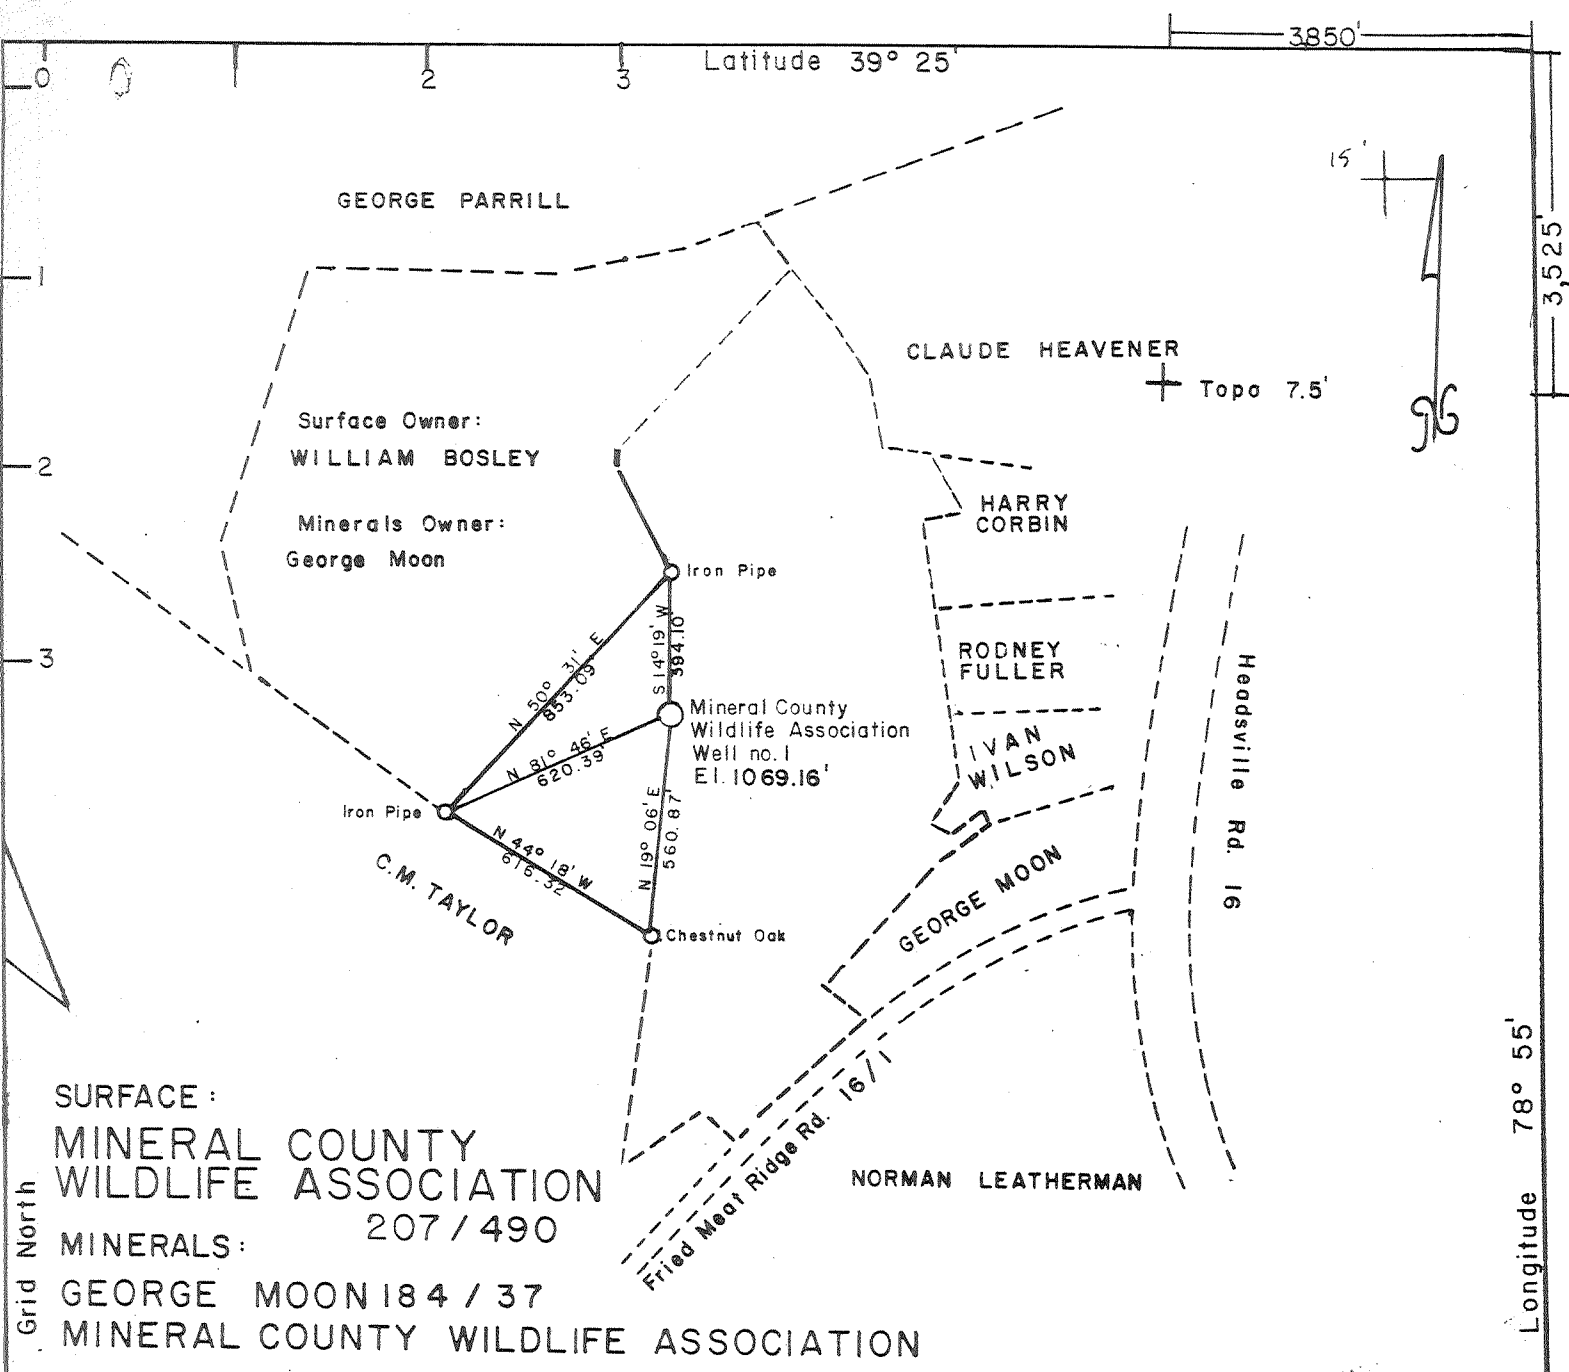 3850'
Latitude 39° 25'
0
2
3
15'
GEORGE PARRILL
3,525'
1
CLAUDE HEAVENER
Topo 7.5'
Surface Owner:
WILLIAM BOSLEY
2
HARRY
CORBIN
Minerals Owner:
George Moon
Iron Pipe
S 14° 19' W
394.10'
N 50° 31' E
853.09'
3
RODNEY
FULLER
Headsville Rd. 16
Mineral County
Wildlife Association
Well no. 1
El. 1069.16'
N 81° 46' E
620.39'
IVAN
WILSON
Iron Pipe
N 19° 06' E
560.87'
N 44° 18' W
616.32
C.M. TAYLOR
GEORGE MOON
Chestnut Oak
Fried Meat Ridge Rd. 16/1
NORMAN LEATHERMAN
Longitude 78° 55'
SURFACE:
MINERAL COUNTY
WILDLIFE ASSOCIATION
207/490
MINERALS:
GEORGE MOON 184 / 37
MINERAL COUNTY WILDLIFE ASSOCIATION
Grid North